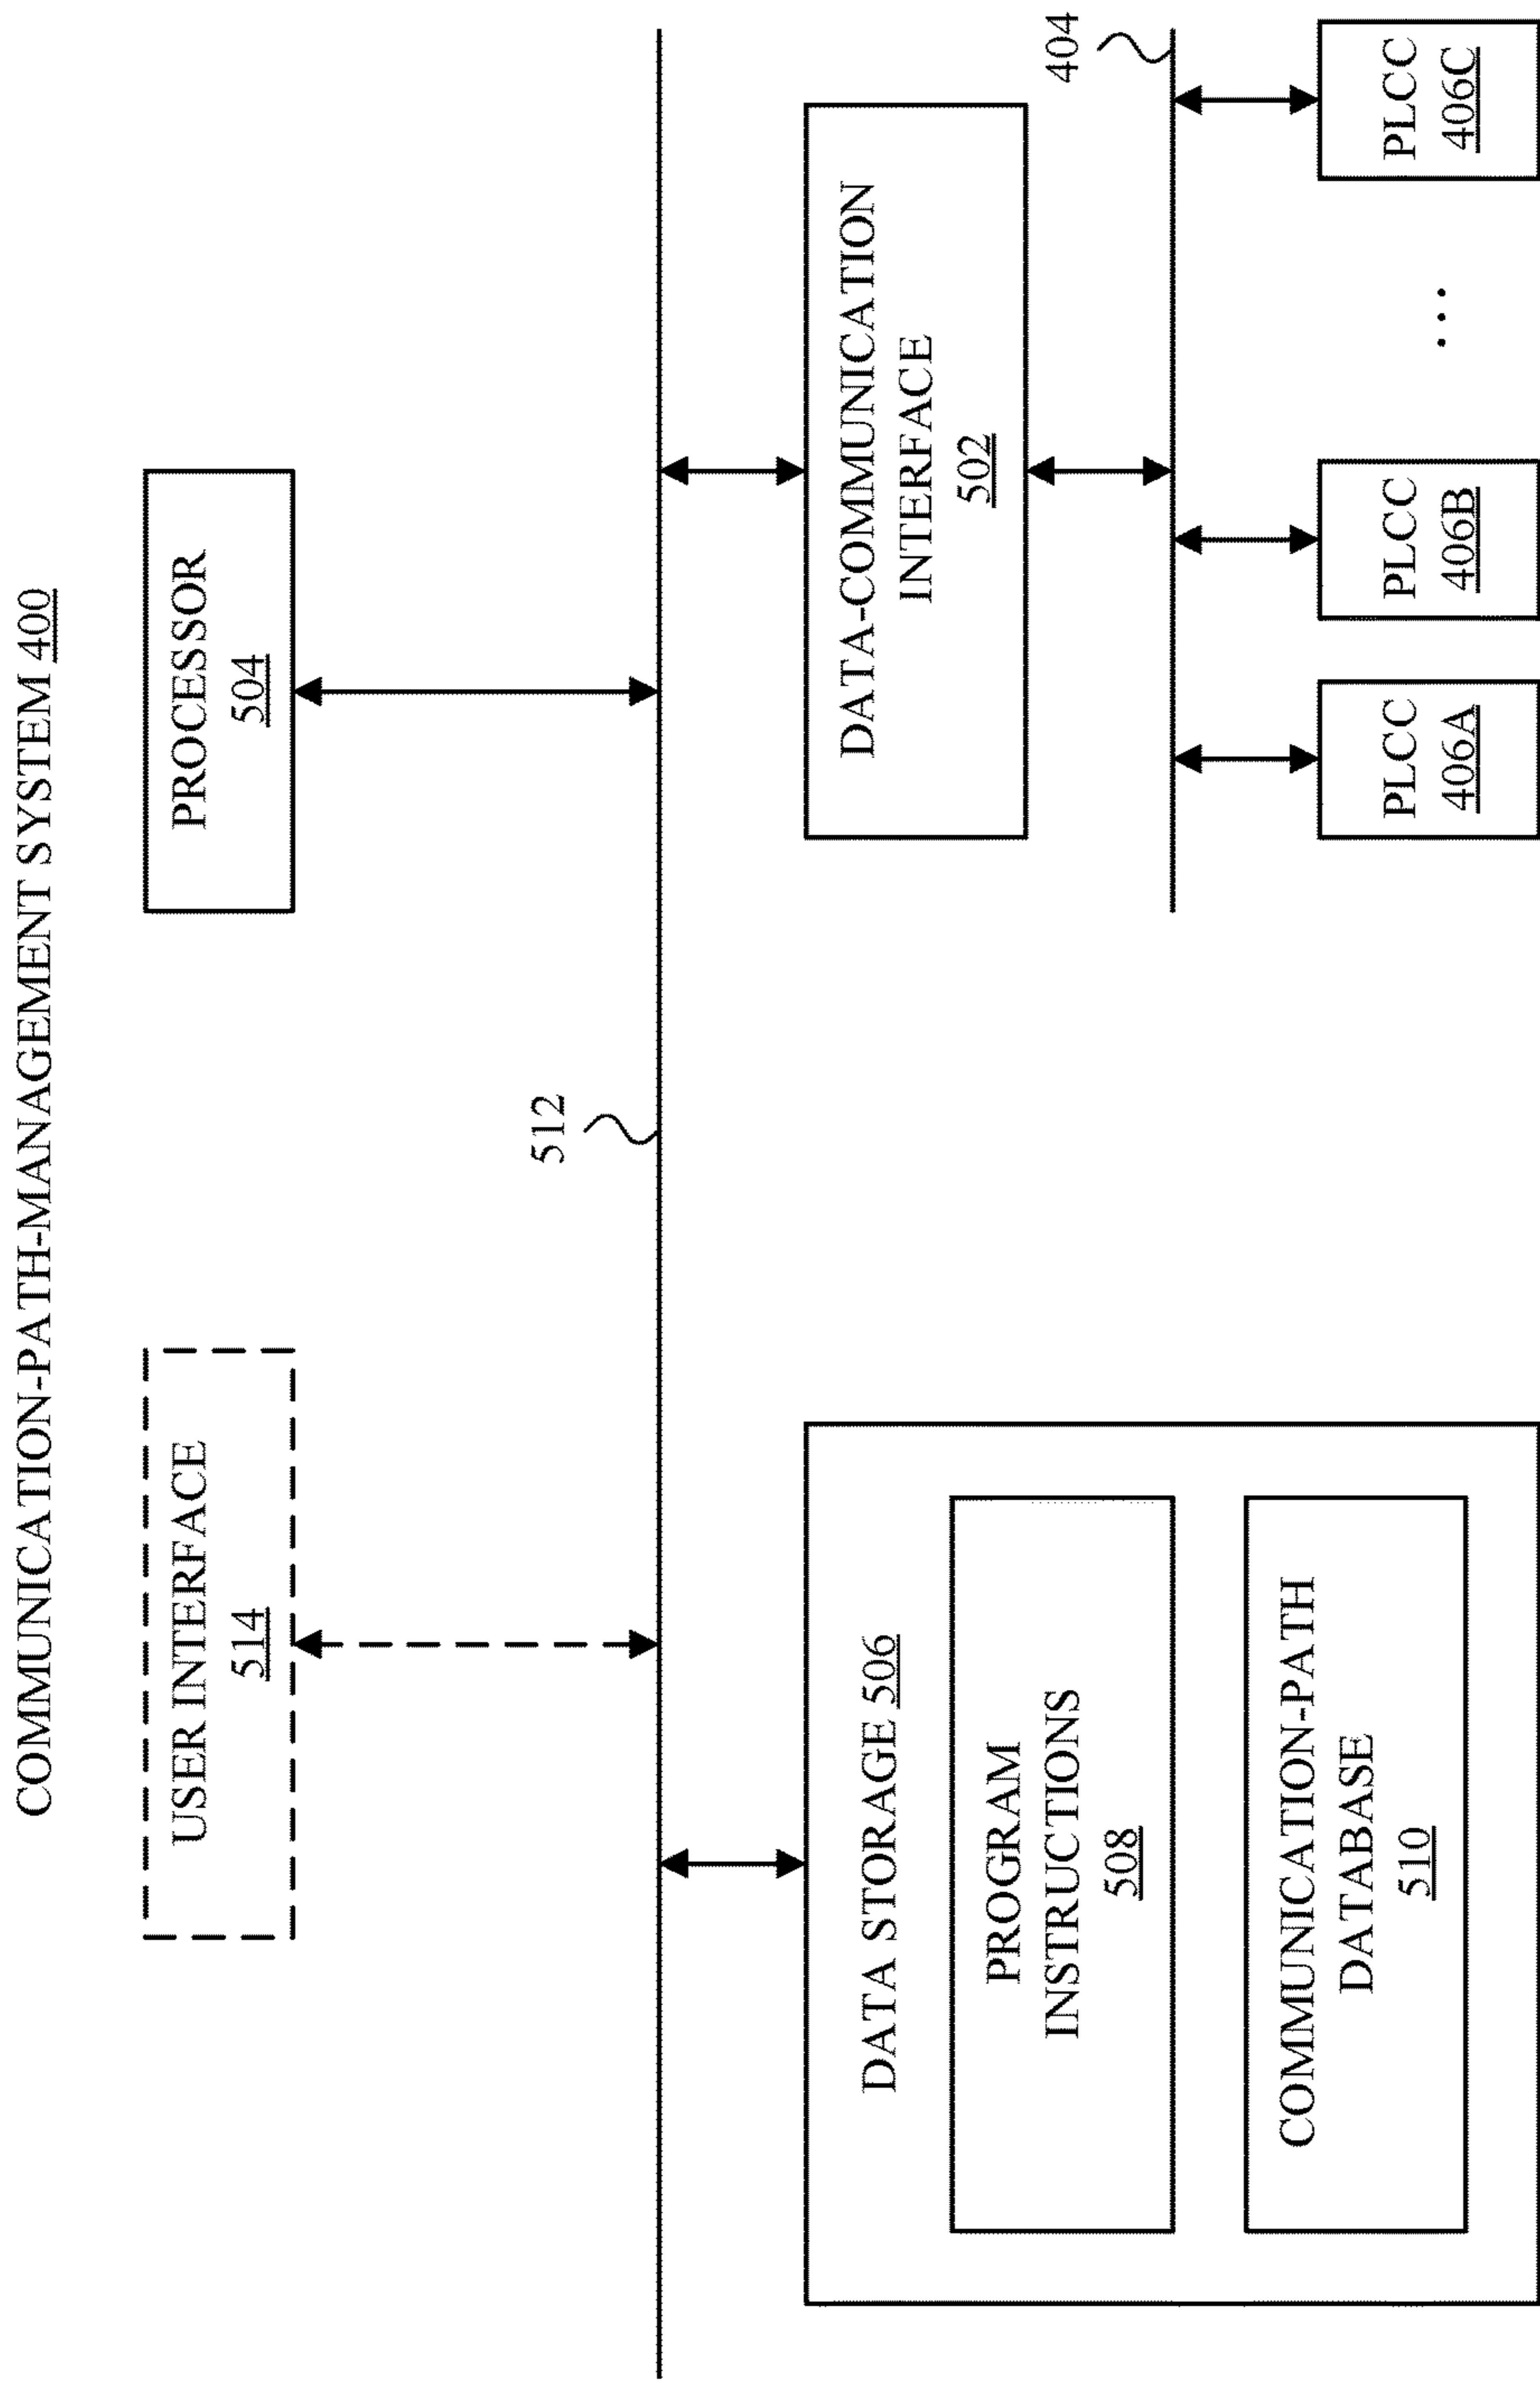 COMMUNICATION-PATH-MANAGEMENT SYSTEM 400
USER INTERFACE
514
PROCESSOR
504
512
DATA STORAGE 506
PROGRAM
INSTRUCTIONS
508
COMMUNICATION-PATH
DATABASE
510
DATA-COMMUNICATION
INTERFACE
502
404
PLCC
406A
PLCC
406B
...
PLCC
406C